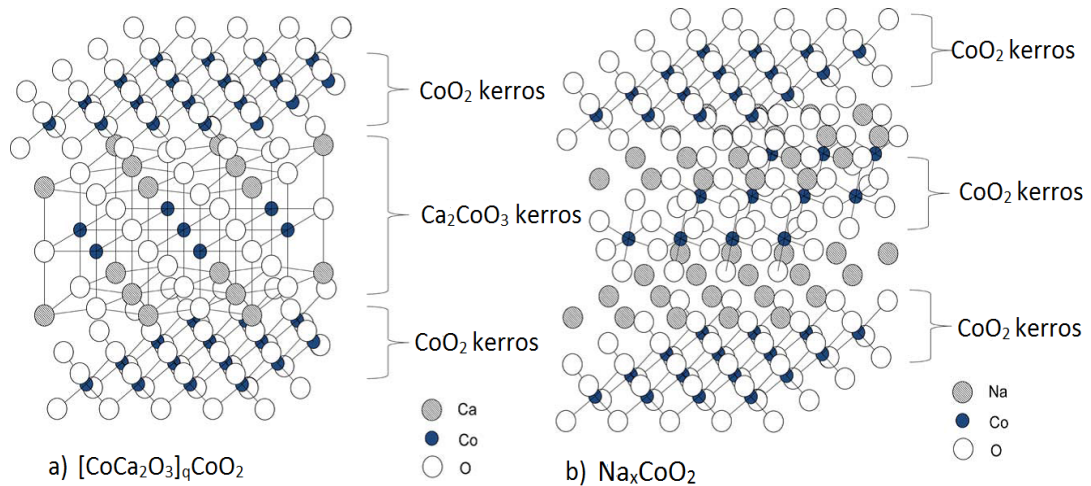 CoO₂ kerros
Ca₂CoO₃ kerros
CoO₂ kerros
Ca
Co
O
a) [CoCa₂O₃]qCoO₂
CoO₂ kerros
CoO₂ kerros
CoO₂ kerros
Na
Co
O
b) NaₓCoO₂